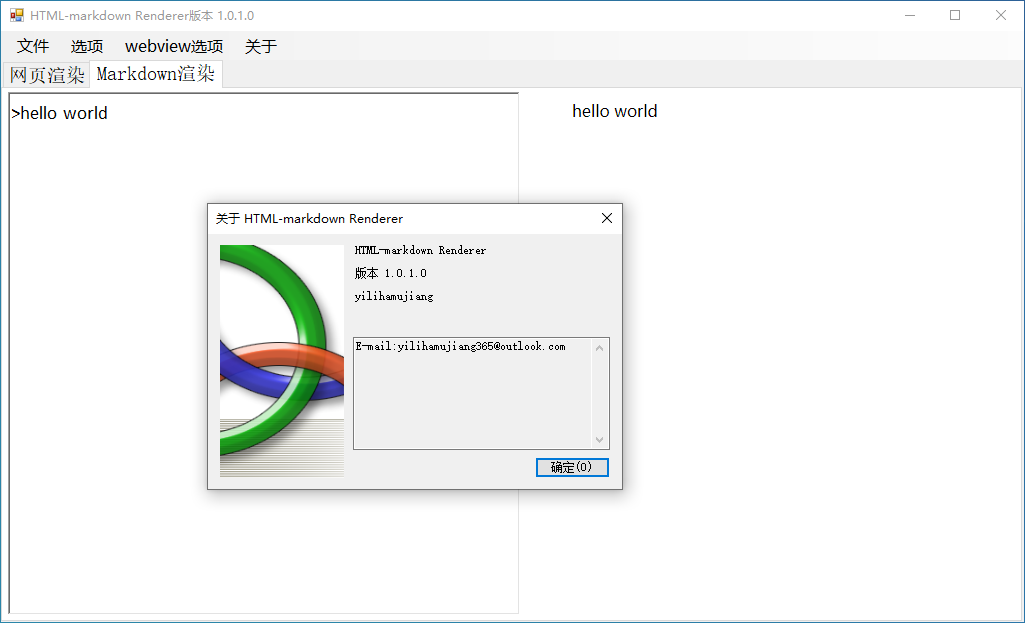 HTML-markdown Renderer版本 1.0.1.0
文件 选项 webview选项 关于
网页渲染 Markdown渲染
>hello world
hello world
关于 HTML-markdown Renderer
HTML-markdown Renderer
版本 1.0.1.0
yilihamujiang
E-mail:yilihamujiang365@outlook.com
确定(O)